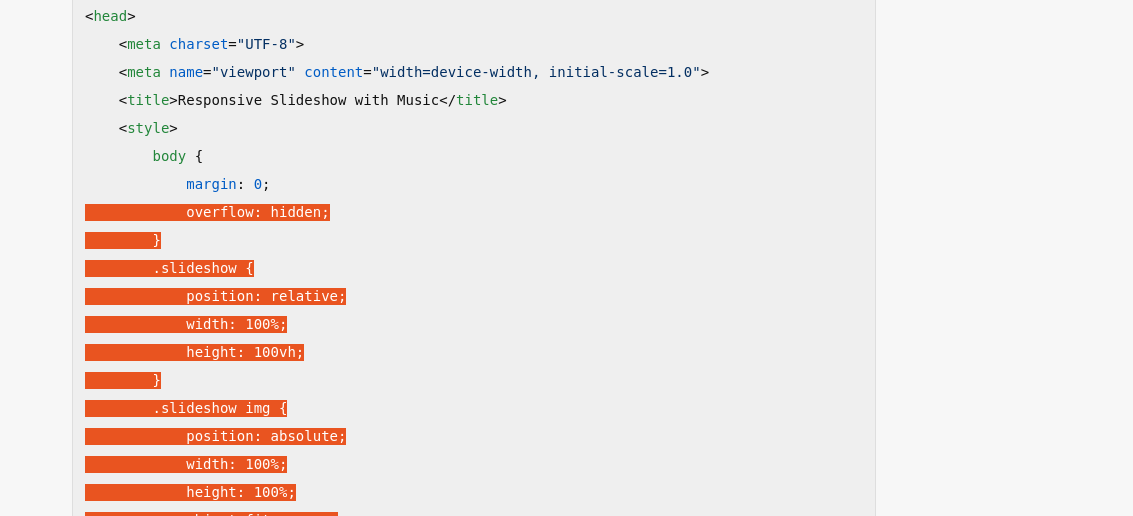 <head>
    <meta charset="UTF-8">
    <meta name="viewport" content="width=device-width, initial-scale=1.0">
    <title>Responsive Slideshow with Music</title>
    <style>
        body {
            margin: 0;
            overflow: hidden;
        }
        .slideshow {
            position: relative;
            width: 100%;
            height: 100vh;
        }
        .slideshow img {
            position: absolute;
            width: 100%;
            height: 100%;